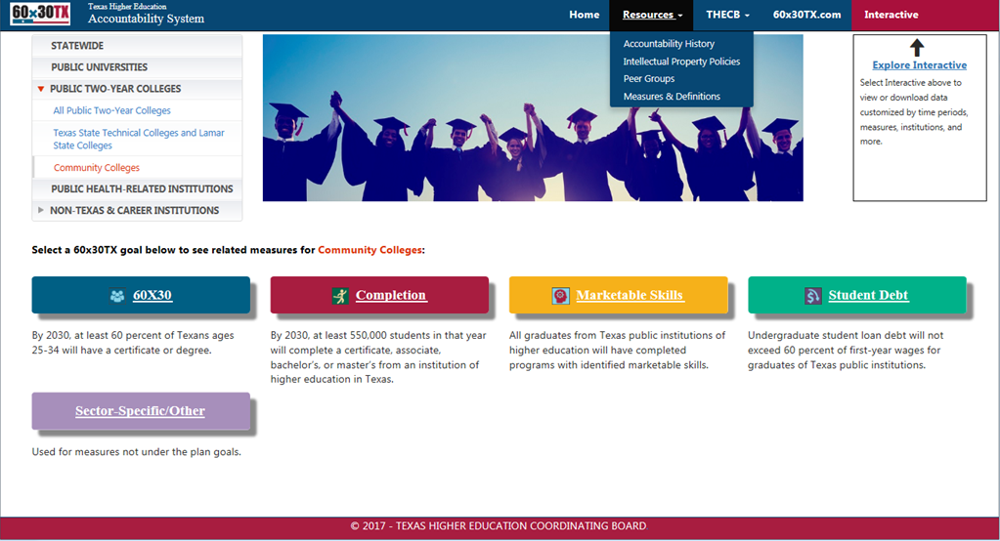 60x30TX
Texas Higher Education
Accountability System
Home
Resources
THECB
60x30TX.com
Interactive
Accountability History
Intellectual Property Policies
Peer Groups
Measures & Definitions
STATEWIDE
PUBLIC UNIVERSITIES
PUBLIC TWO-YEAR COLLEGES
All Public Two-Year Colleges
Texas State Technical Colleges and Lamar
State Colleges
Community Colleges
PUBLIC HEALTH-RELATED INSTITUTIONS
NON-TEXAS & CAREER INSTITUTIONS
Explore Interactive
Select Interactive above to
view or download data
customized by time periods,
measures, institutions, and
more.
Select a 60x30TX goal below to see related measures for Community Colleges:
60X30
By 2030, at least 60 percent of Texans ages
25-34 will have a certificate or degree.
Completion
By 2030, at least 550,000 students in that year
will complete a certificate, associate,
bachelor's, or master's from an institution of
higher education in Texas.
Marketable Skills
All graduates from Texas public institutions of
higher education will have completed
programs with identified marketable skills.
Student Debt
Undergraduate student loan debt will not
exceed 60 percent of first-year wages for
graduates of Texas public institutions.
Sector-Specific/Other
Used for measures not under the plan goals.
© 2017 - TEXAS HIGHER EDUCATION COORDINATING BOARD